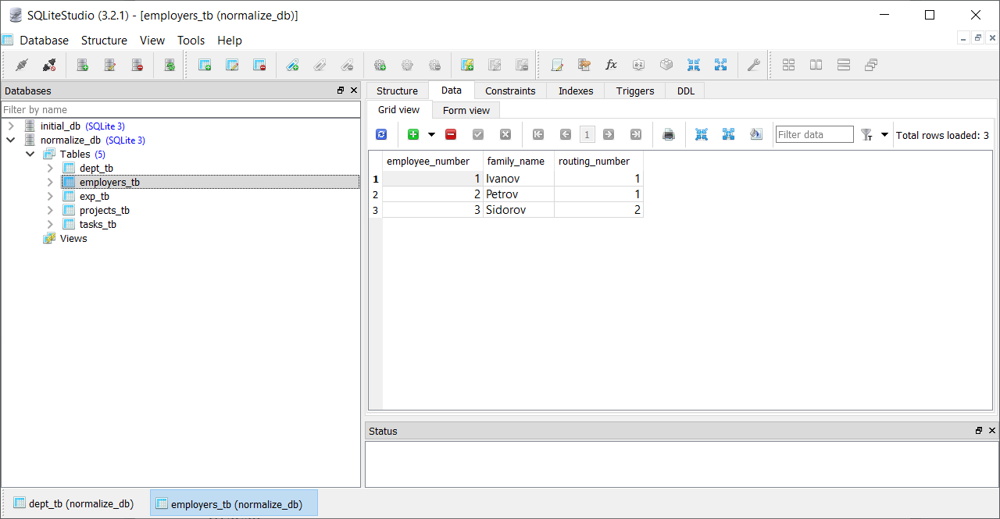 SQLiteStudio (3.2.1) - [employers_tb (normalize_db)]
Database Structure View Tools Help
Databases
Filter by name
initial_db (SQLite 3)
normalize_db (SQLite 3)
Tables (5)
dept_tb
employers_tb
exp_tb
projects_tb
tasks_tb
Views
Structure Data Constraints Indexes Triggers DDL
Grid view Form view
1 Filter data Total rows loaded: 3
employee_number family_name routing_number
1 1 Ivanov 1
2 2 Petrov 1
3 3 Sidorov 2
Status
dept_tb (normalize_db) employers_tb (normalize_db)